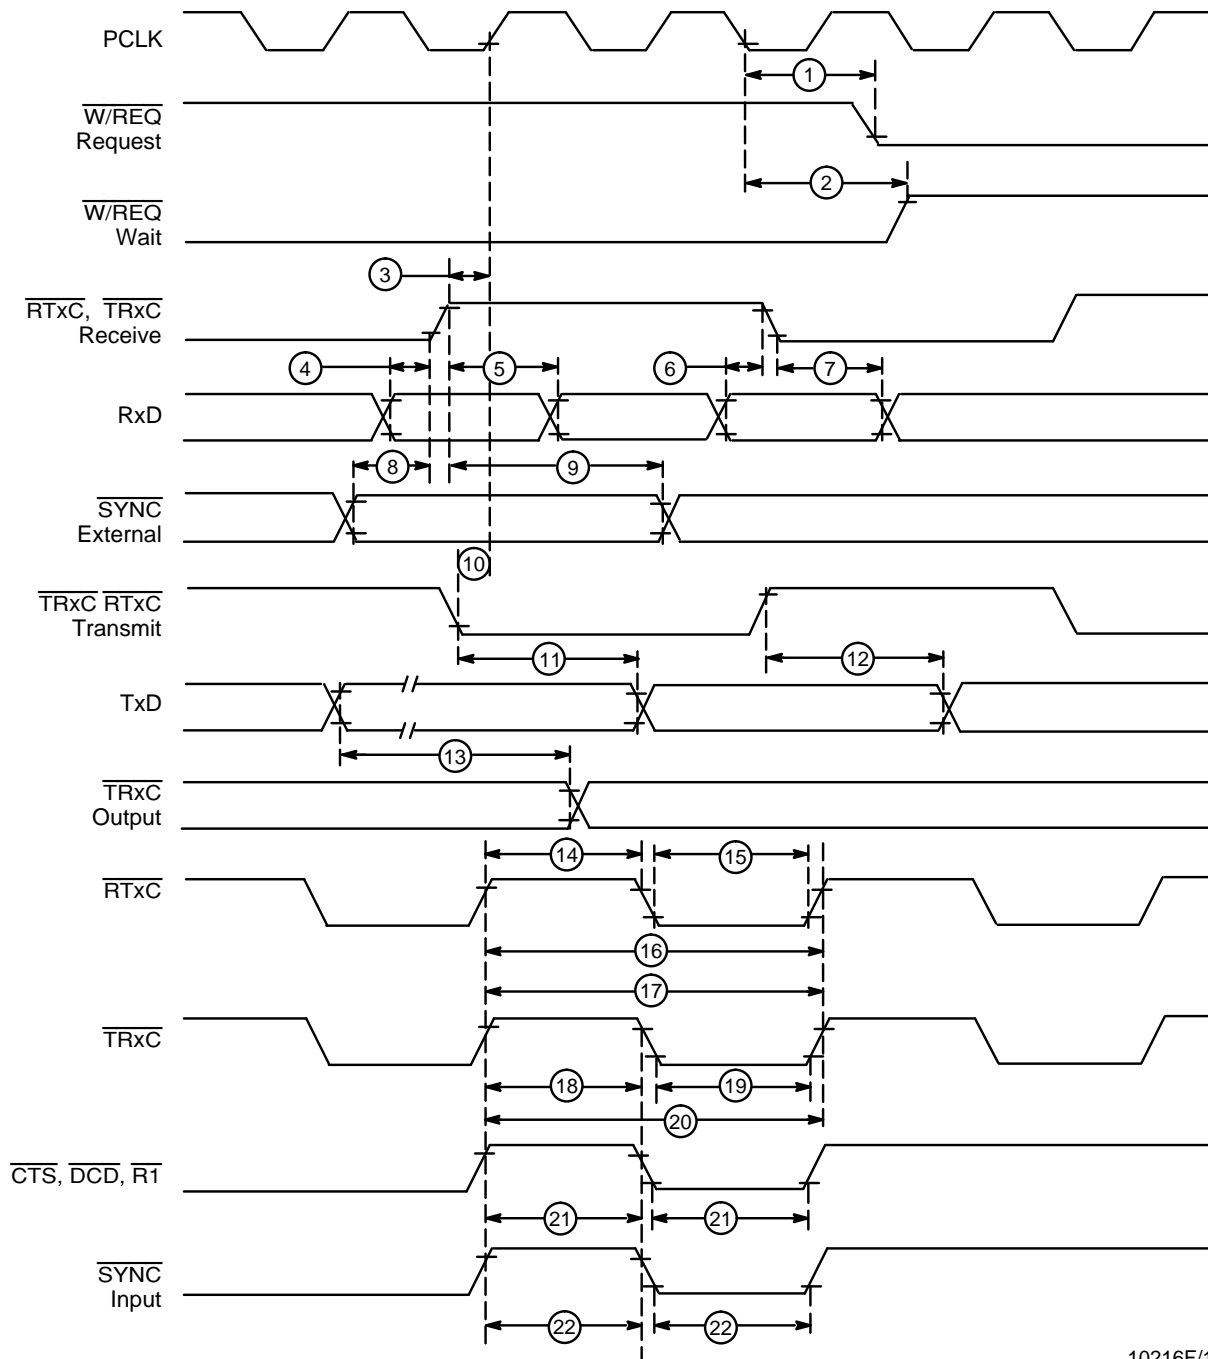 PCLK
1
W/REQ
Request
2
W/REQ
Wait
3
RTxC, TRxC
Receive
4
5
6
7
RxD
8
9
SYNC
External
10
TRxC RTxC
Transmit
11
12
TxD
13
TRxC
Output
14
15
RTxC
16
17
TRxC
18
19
20
CTS, DCD, R1
21
21
SYNC
Input
22
22